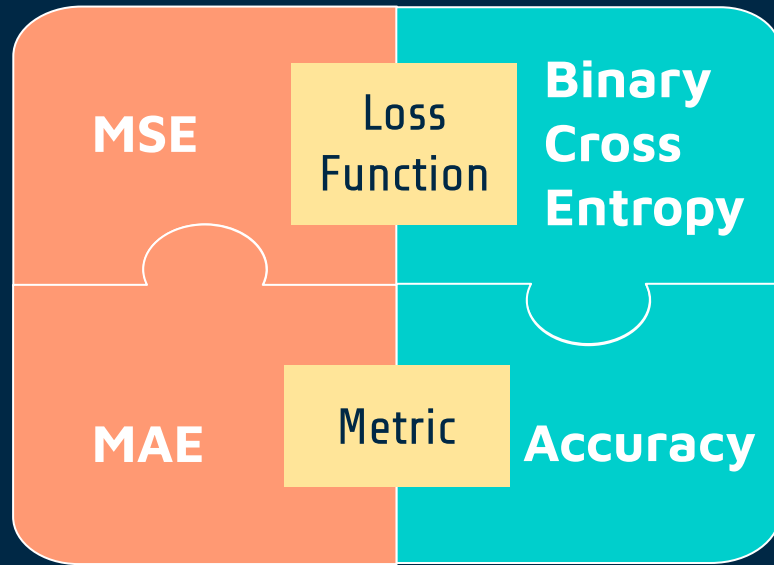 MSE
Loss
Function
Binary
Cross
Entropy
MAE
Metric
Accuracy